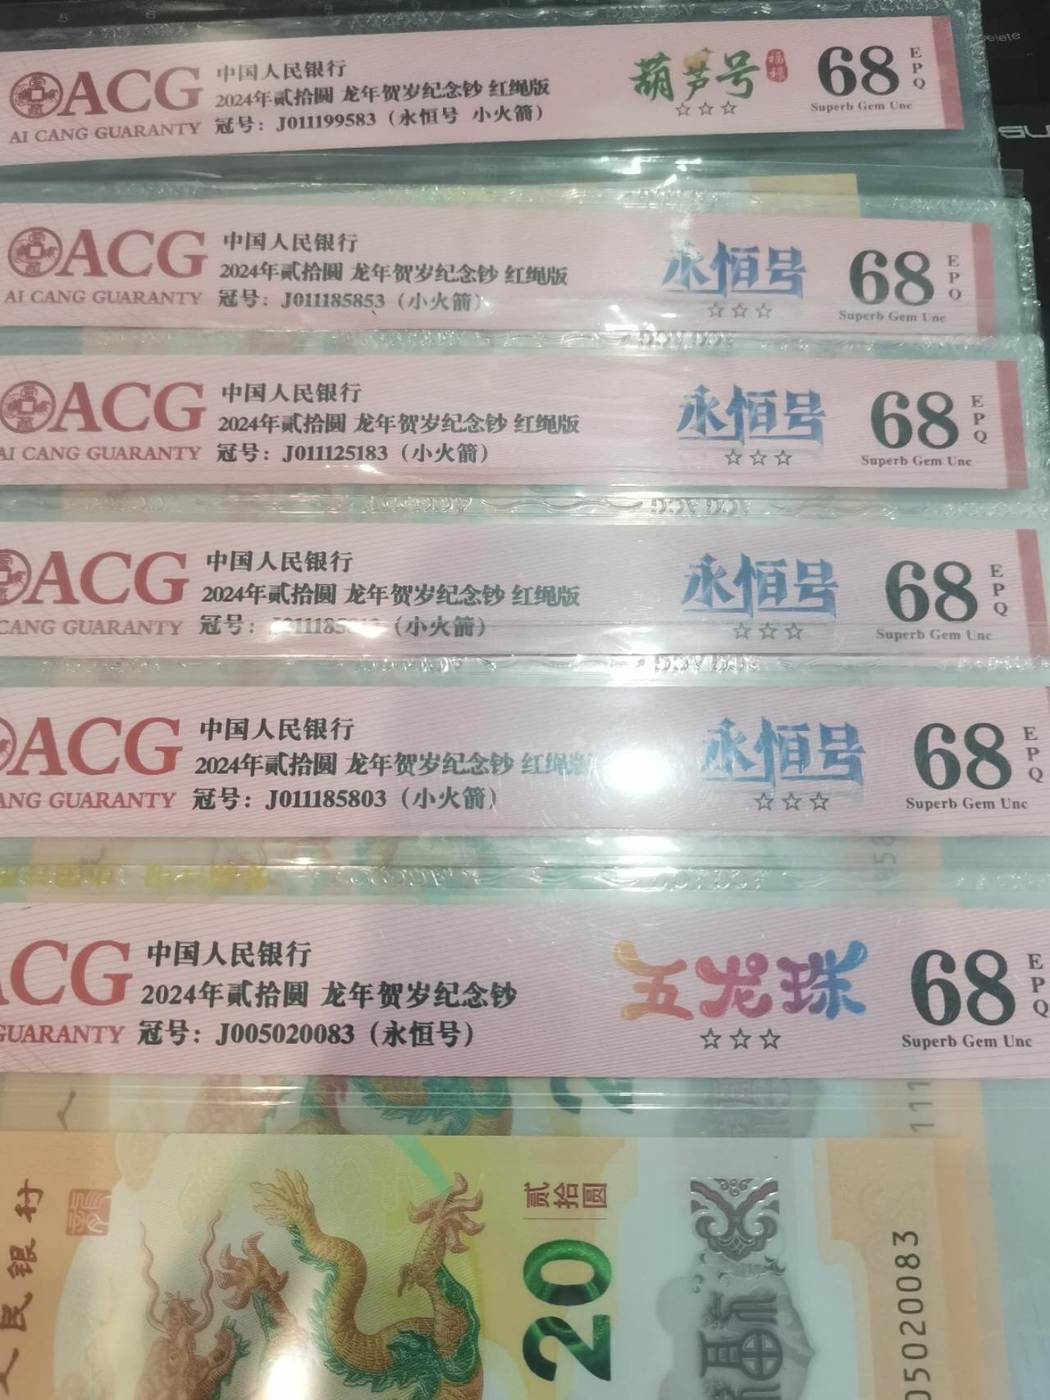 ACG
AI CANG GUARANTY
中国人民银行
2024年贰拾圆 龙年贺岁纪念钞 红绳版
冠号：J011199583（永恒号 小火箭）
葫芦号
福禄
☆☆☆
68
EPQ
Superb Gem Unc
ACG
AI CANG GUARANTY
中国人民银行
2024年贰拾圆 龙年贺岁纪念钞 红绳版
冠号：J011185853（小火箭）
永恒号
☆☆☆
68
EPQ
Superb Gem Unc
ACG
AI CANG GUARANTY
中国人民银行
2024年贰拾圆 龙年贺岁纪念钞 红绳版
冠号：J011125183（小火箭）
永恒号
☆☆☆
68
EPQ
Superb Gem Unc
ACG
CANG GUARANTY
中国人民银行
2024年贰拾圆 龙年贺岁纪念钞 红绳版
冠号：（小火箭）
永恒号
☆☆☆
68
EPQ
Superb Gem Unc
ACG
ANG GUARANTY
中国人民银行
2024年贰拾圆 龙年贺岁纪念钞 红绳版
冠号：J011185803（小火箭）
永恒号
☆☆☆
68
EPQ
Superb Gem Unc
CG
GUARANTY
中国人民银行
2024年贰拾圆 龙年贺岁纪念钞
冠号：J005020083（永恒号）
五龙珠
☆☆☆
68
EPQ
Superb Gem Unc
民银行
贰拾圆
20
05020083